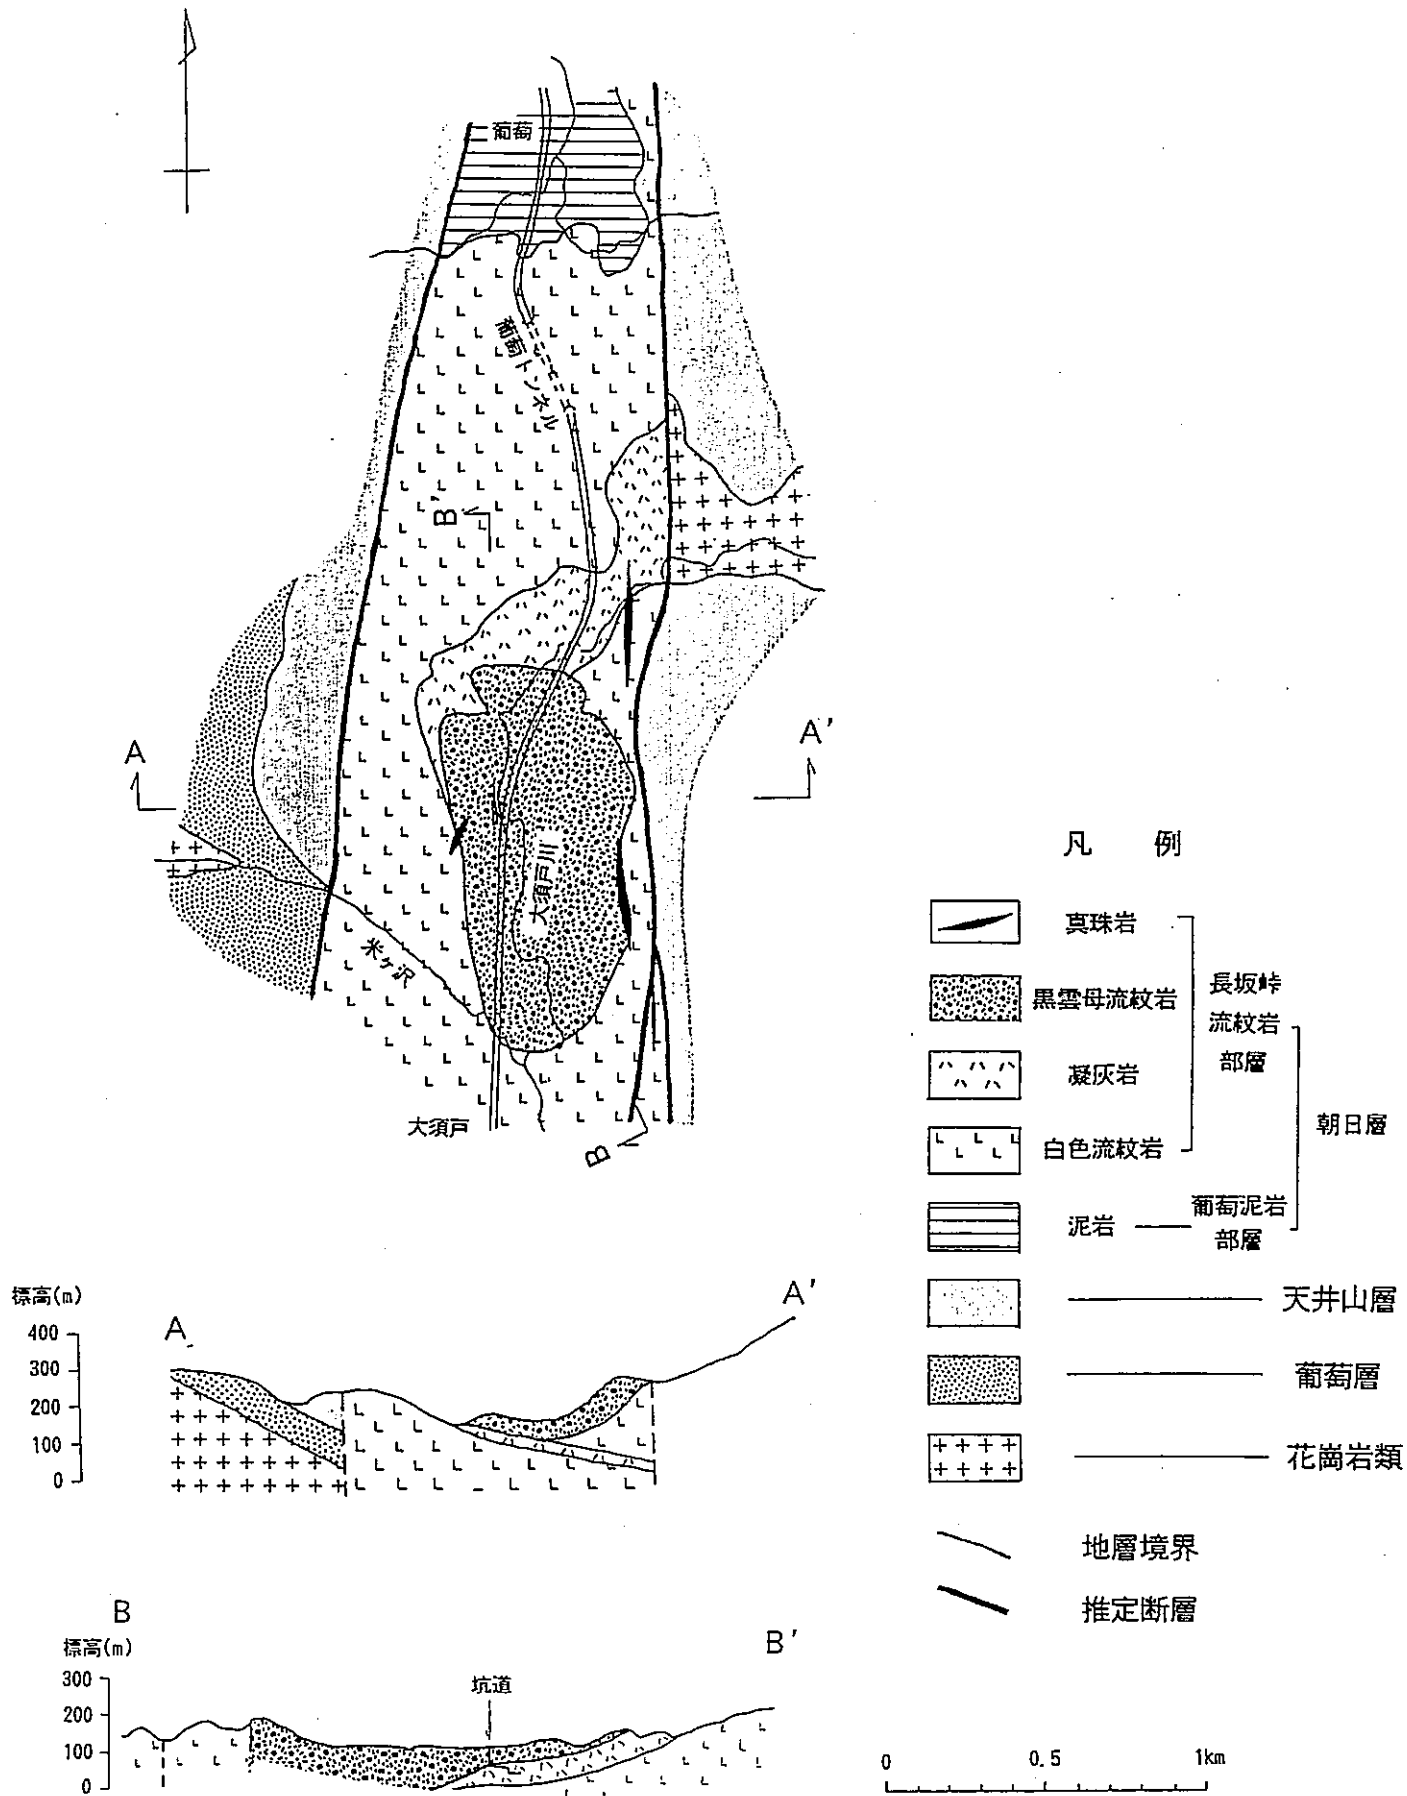 葡萄
葡萄トンネル
B'
A
A'
大須戸川
米ヶ沢
大須戸
B
凡 例
真珠岩
黒雲母流紋岩
凝灰岩
白色流紋岩
長坂峠
流紋岩
部層
泥岩
葡萄泥岩
部層
朝日層
天井山層
葡萄層
花崗岩類
地層境界
推定断層
標高(m)
400
300
200
100
0
A
A'
B
標高(m)
300
200
100
0
坑道
B'
0 0.5 1km